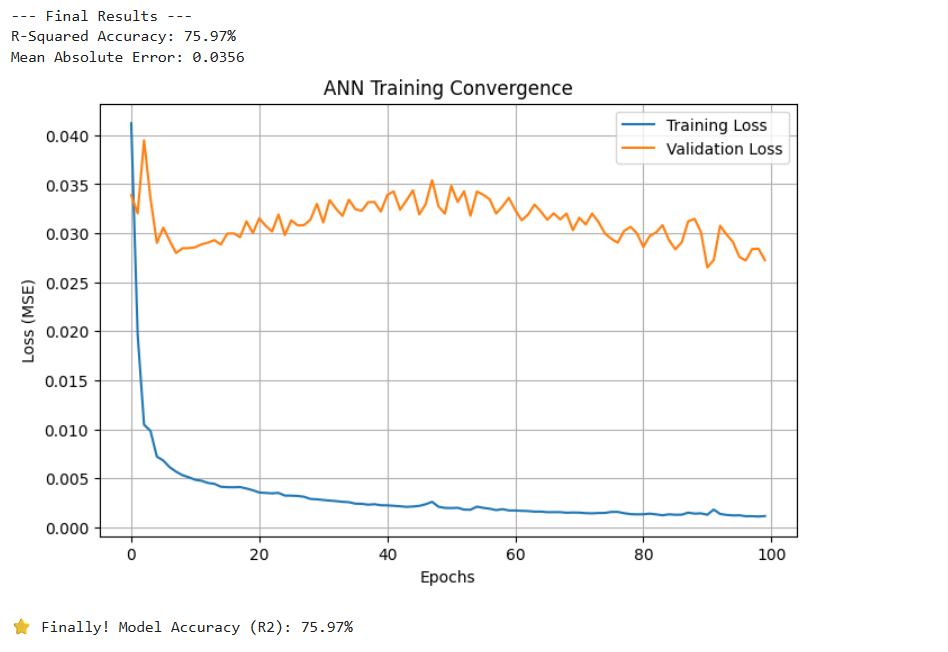 --- Final Results ---
R-Squared Accuracy: 75.97%
Mean Absolute Error: 0.0356
ANN Training Convergence
Training Loss
Validation Loss
0.040
0.035
0.030
0.025
0.020
0.015
0.010
0.005
0.000
Loss (MSE)
0 20 40 60 80 100
Epochs
⭐ Finally! Model Accuracy (R2): 75.97%